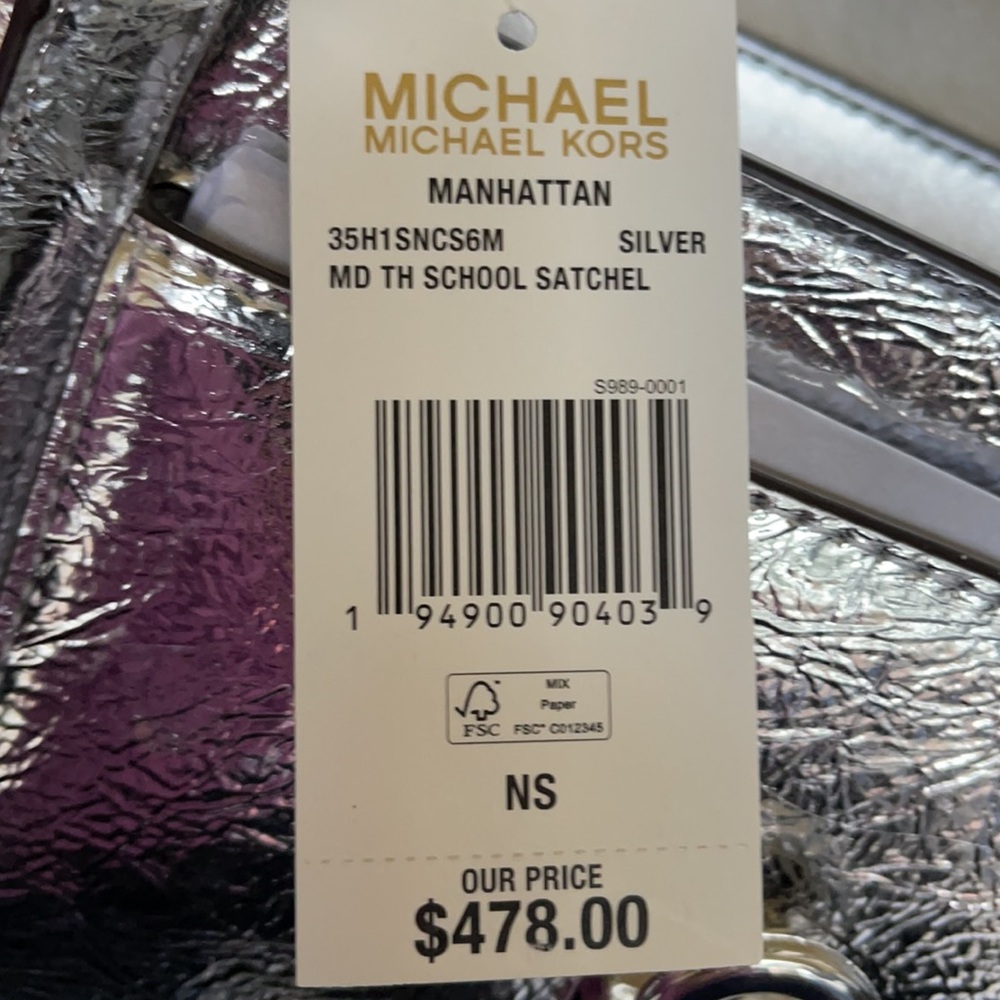 MICHAEL
MICHAEL KORS
MANHATTAN
35H1SNCS6M SILVER
MD TH SCHOOL SATCHEL
S989-0001
1 94900 90403 9
MIX
Paper
FSC FSC® C012345
NS
OUR PRICE
$478.00